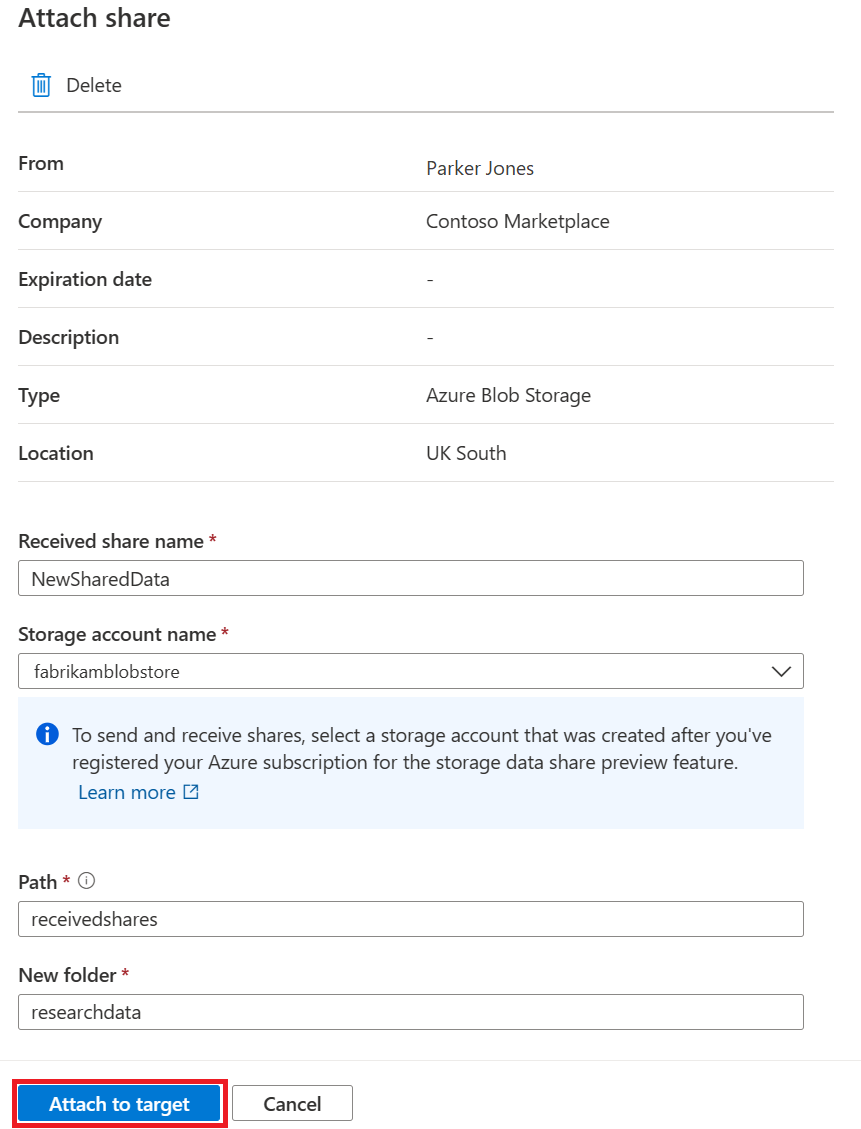 Attach share
Delete
From Parker Jones
Company Contoso Marketplace
Expiration date -
Description -
Type Azure Blob Storage
Location UK South
Received share name *
NewSharedData
Storage account name *
fabrikamblobstore
To send and receive shares, select a storage account that was created after you've
registered your Azure subscription for the storage data share preview feature.
Learn more
Path *
receivedshares
New folder *
researchdata
Attach to target Cancel